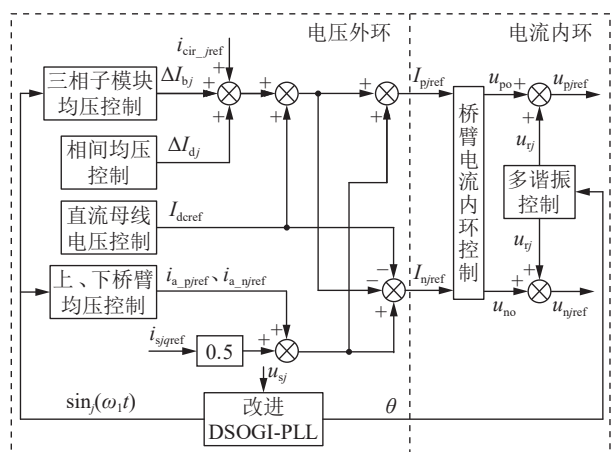 电压外环
电流内环
i_cir_jref
三相子模块
均压控制
ΔI_bj
+
+
+
+
+
+
+
I_pjref
u_po
+
+
u_pjref
相间均压
控制
ΔI_dj
u_rj
桥臂电流内环控制
多谐振
控制
直流母线
电压控制
I_dcref
−
−
+
I_njref
u_rj
上、下桥臂
均压控制
i_a_pjref、i_a_njref
+
+
u_no
+
+
u_njref
i_sjqref
0.5
u_sj
sin_j(ω_1t)
改进
DSOGI-PLL
θ